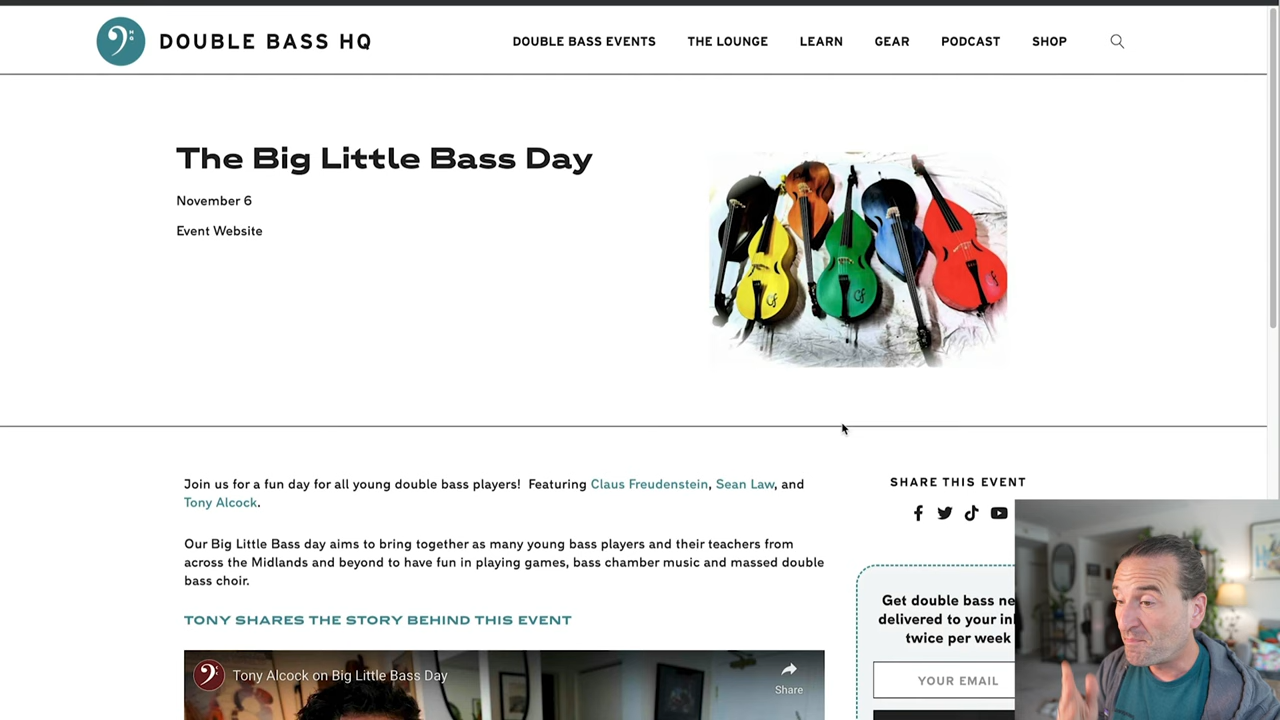 DOUBLE BASS HQ
DOUBLE BASS EVENTS
THE LOUNGE
LEARN
GEAR
PODCAST
SHOP
The Big Little Bass Day
November 6
Event Website
Join us for a fun day for all young double bass players! Featuring Claus Freudenstein, Sean Law, and
Tony Alcock.
Our Big Little Bass day aims to bring together as many young bass players and their teachers from
across the Midlands and beyond to have fun in playing games, bass chamber music and massed double
bass choir.
TONY SHARES THE STORY BEHIND THIS EVENT
Tony Alcock on Big Little Bass Day
Share
SHARE THIS EVENT
Get double bass ne
delivered to your in
twice per week
YOUR EMAIL